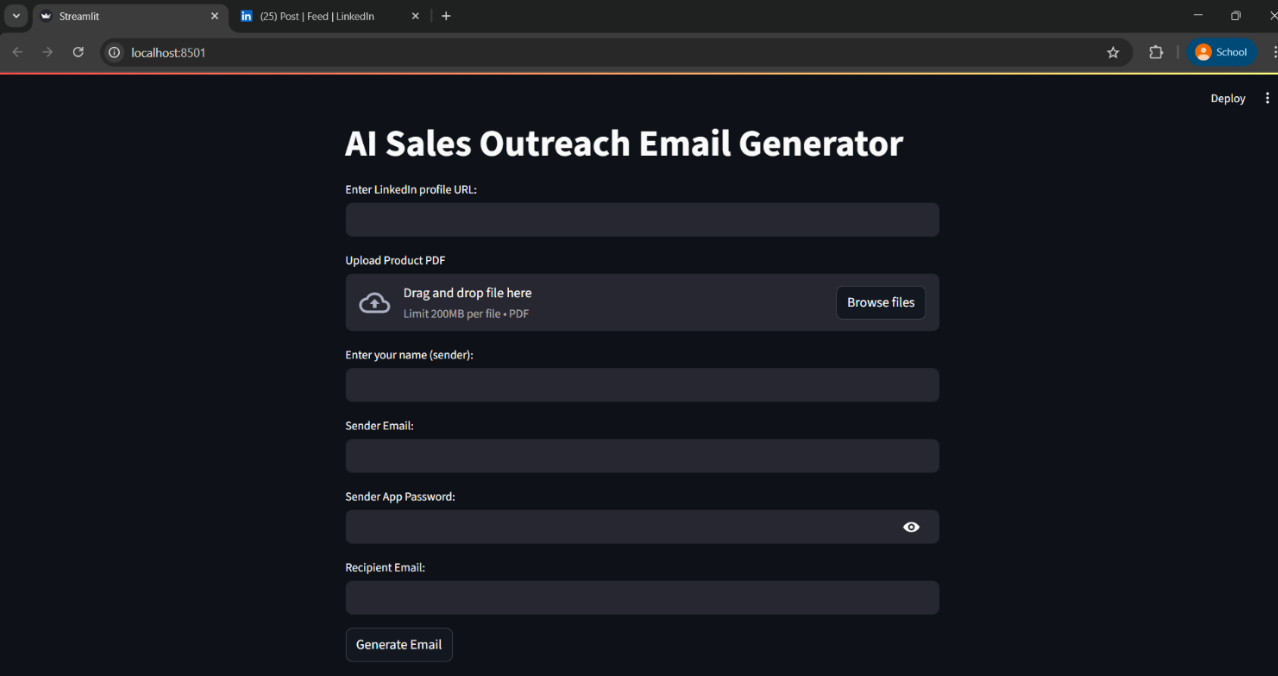 Streamlit
in (25) Post | Feed | LinkedIn
localhost:8501
School
Deploy
AI Sales Outreach Email Generator
Enter LinkedIn profile URL:
Upload Product PDF
Drag and drop file here
Limit 200MB per file • PDF
Browse files
Enter your name (sender):
Sender Email:
Sender App Password:
Recipient Email:
Generate Email